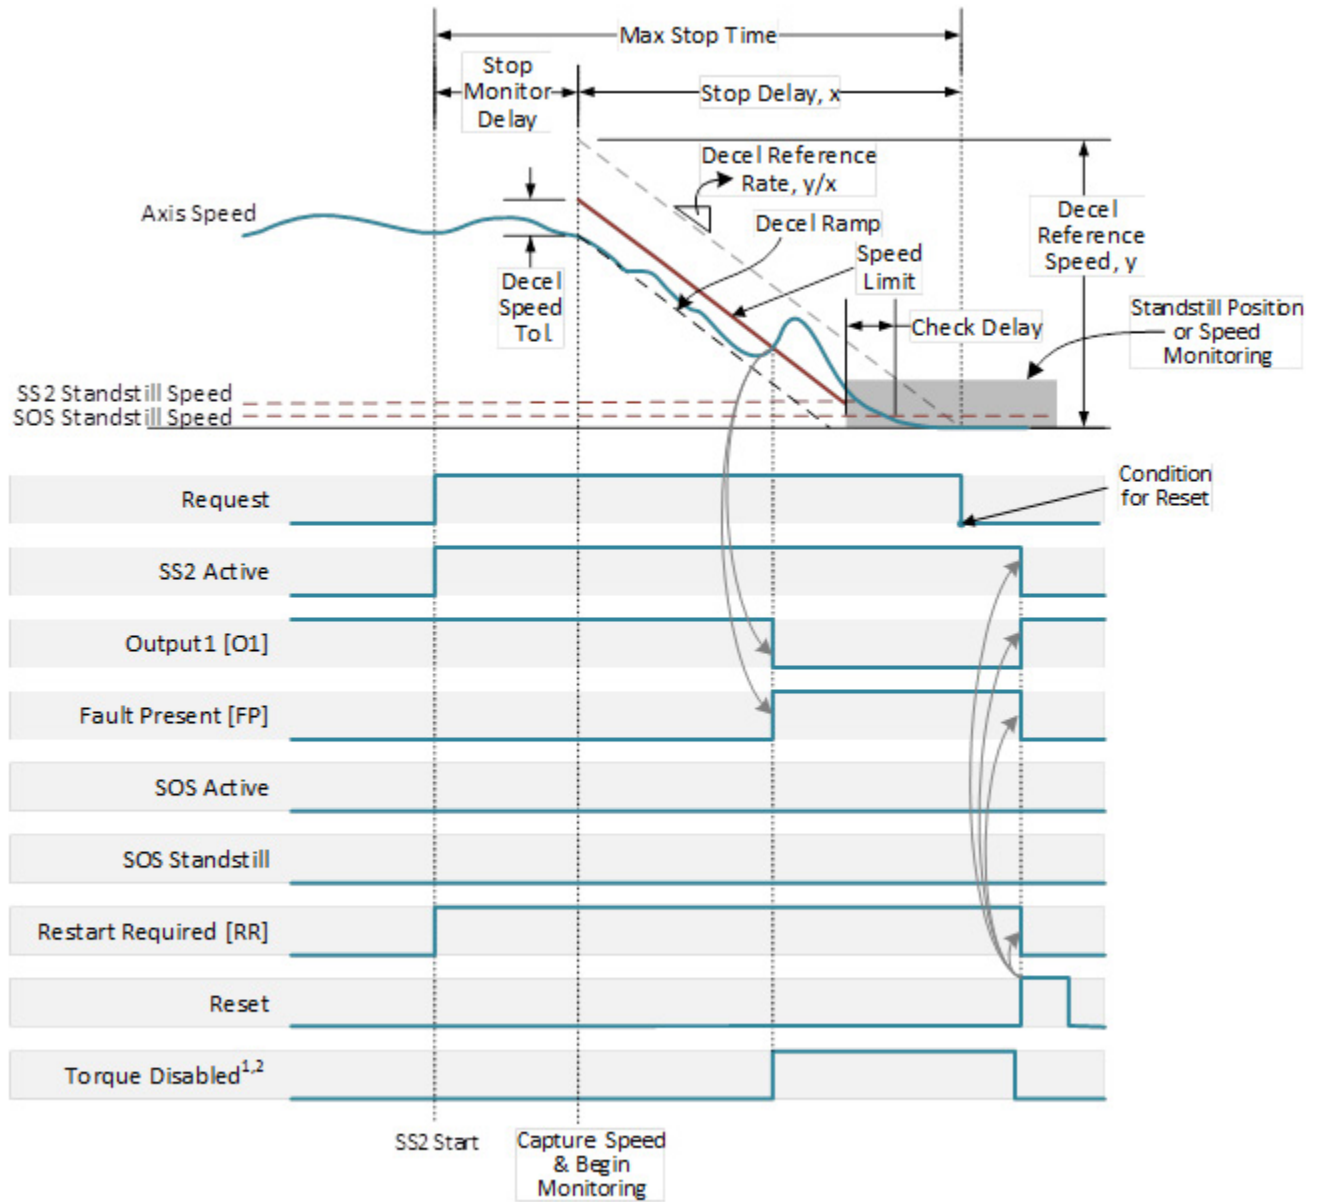 Max Stop Time
Stop
Monitor
Delay
Stop Delay, x
Decel Reference
Rate, y/x
Axis Speed
Decel Ramp
Decel
Reference
Speed, y
Speed
Limit
Decel
Speed
Tol.
Check Delay
Standstill Position
or Speed
Monitoring
SS2 Standstill Speed
SOS Standstill Speed
Request
Condition
for Reset
SS2 Active
Output1 [O1]
Fault Present [FP]
SOS Active
SOS Standstill
Restart Required [RR]
Reset
Torque Disabled1,2
SS2 Start
Capture Speed
& Begin
Monitoring